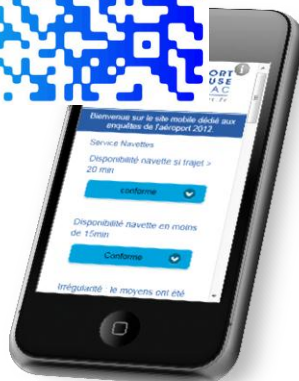 ORT
USE
AC
Bienvenue sur le site mobile dédié aux
enquêtes de l'aéroport 2012.
Service Navettes
Disponibilité navette si trajet >
20 min
conforme
Disponibilité navette en moins
de 15min
Conforme
Irrégularité : le moyens ont été